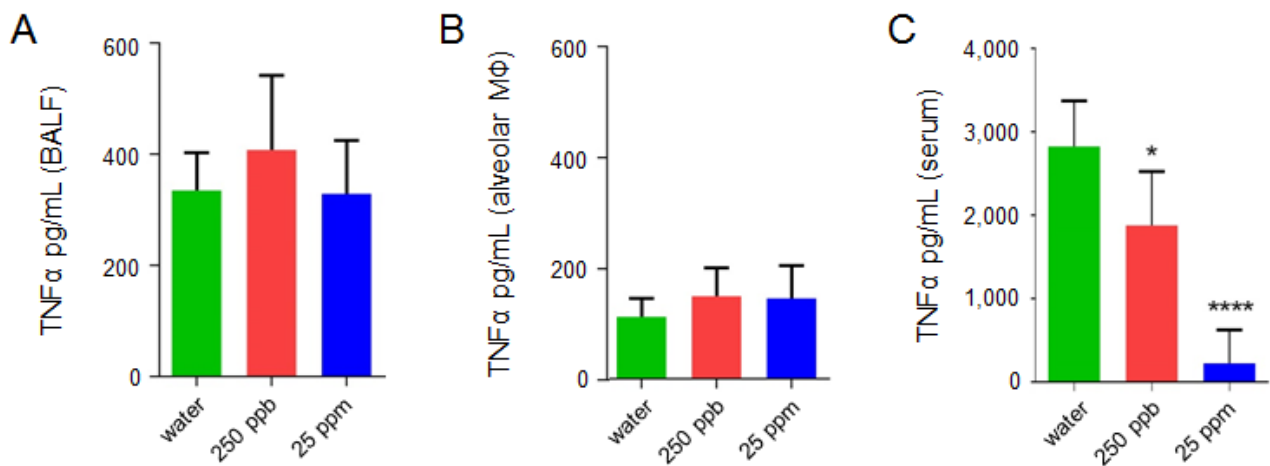 A
TNFα pg/mL (BALF)
600
400
200
0
water
250 ppb
25 ppm
B
TNFα pg/mL (alveolar MΦ)
600
400
200
0
water
250 ppb
25 ppm
C
TNFα pg/mL (serum)
4,000
3,000
2,000
1,000
0
*
****
water
250 ppb
25 ppm